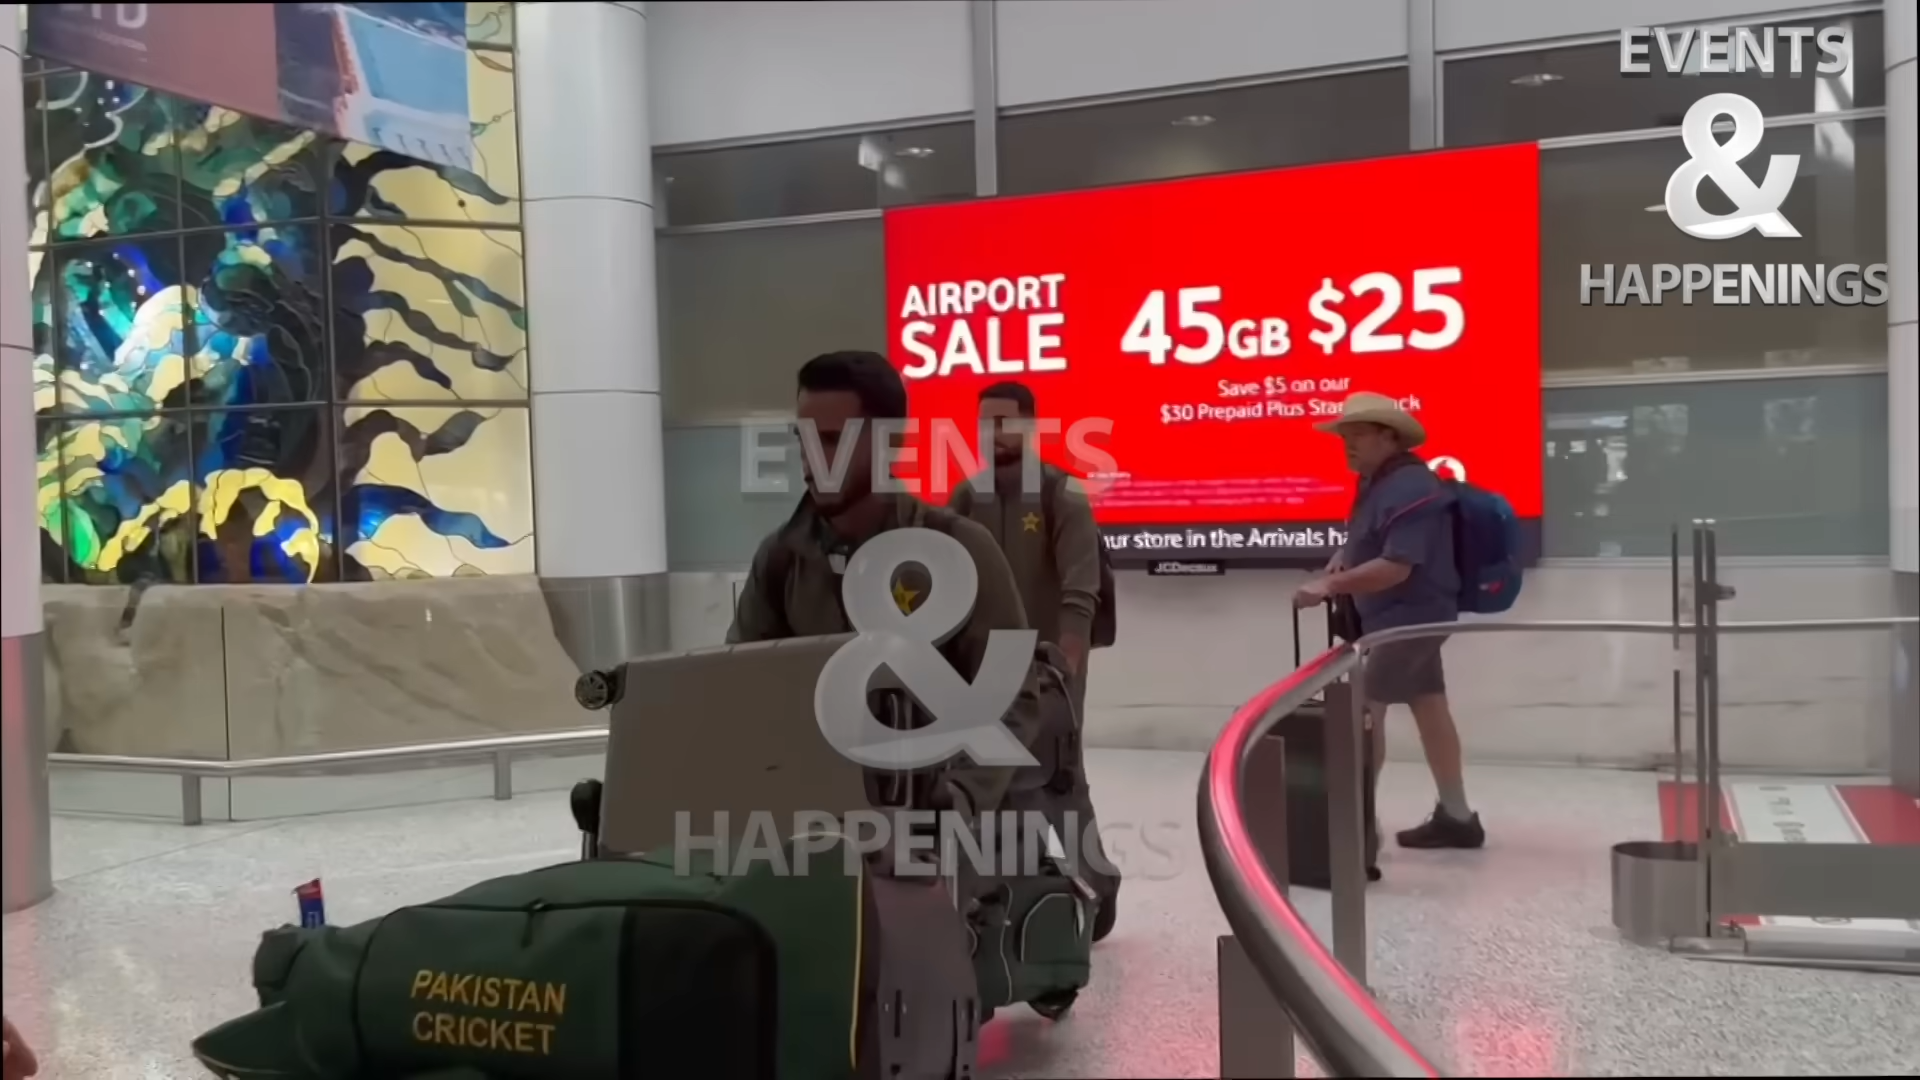 EVENTS
&
HAPPENINGS
AIRPORT
SALE
45GB $25
Save $5 on our
$30 Prepaid Plus
EVENTS
&
HAPPENINGS
store in the Arrivals
JCDecaux
PAKISTAN
CRICKET